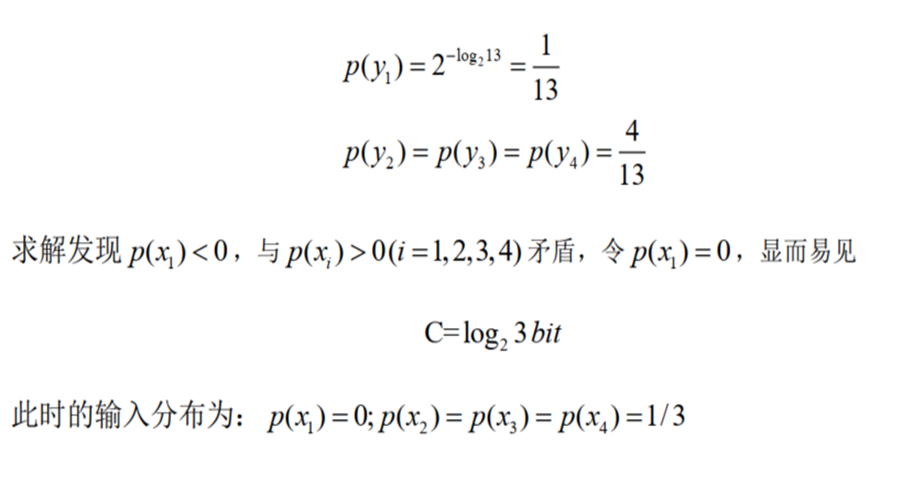 p(y₁) = 2^{-log₂13} = 1/13
p(y₂) = p(y₃) = p(y₄) = 4/13
求解发现 p(x₁)<0，与 p(xᵢ)>0(i=1,2,3,4) 矛盾，令 p(x₁)=0，显而易见
C=log₂ 3 bit
此时的输入分布为：p(x₁)=0; p(x₂)=p(x₃)=p(x₄)=1/3